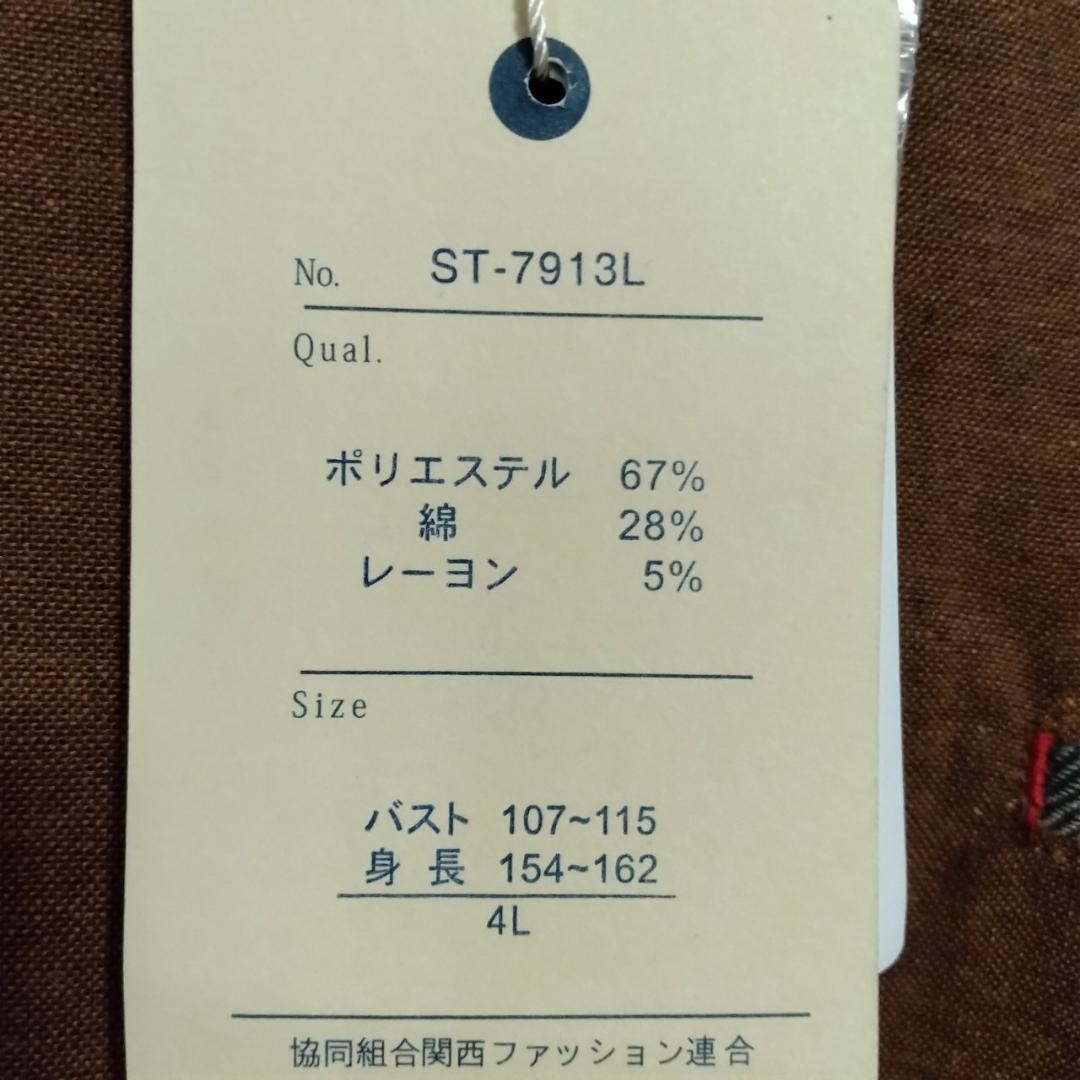 No. ST-7913L
Qual.
ポリエステル 67%
綿 28%
レーヨン 5%
Size
バスト 107~115
身長 154~162
4L
協同組合関西ファッション連合